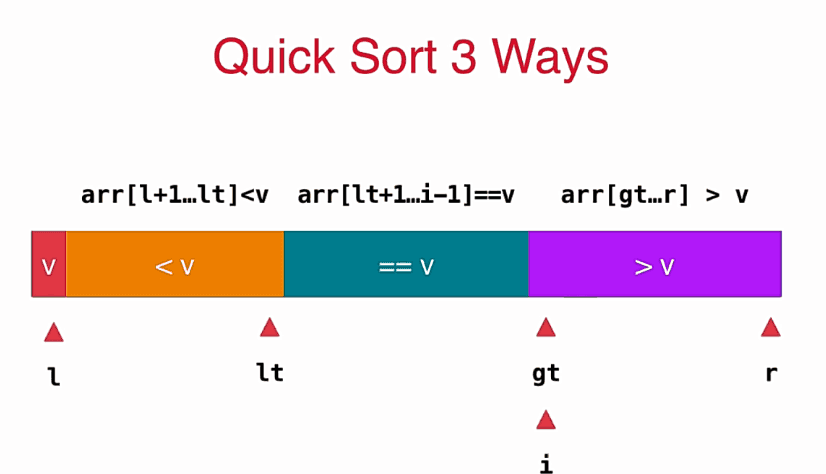 Quick Sort 3 Ways
arr[l+1…lt]<v arr[lt+1…i-1]==v arr[gt…r] > v
v < v == v > v
l lt gt r
i